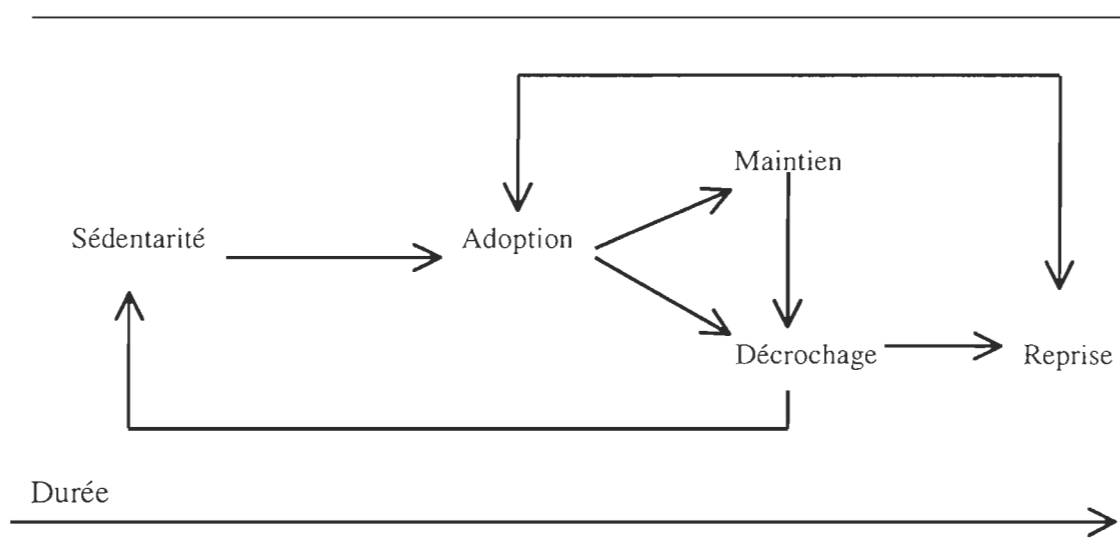 Maintien
Sédentarité
Adoption
Décrochage
Reprise
Durée